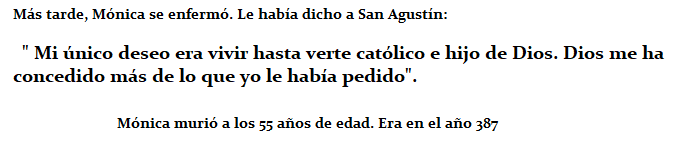 Más tarde, Mónica se enfermó. Le había dicho a San Agustín:
" Mi único deseo era vivir hasta verte católico e hijo de Dios. Dios me ha
concedido más de lo que yo le había pedido".
Mónica murió a los 55 años de edad. Era en el año 387